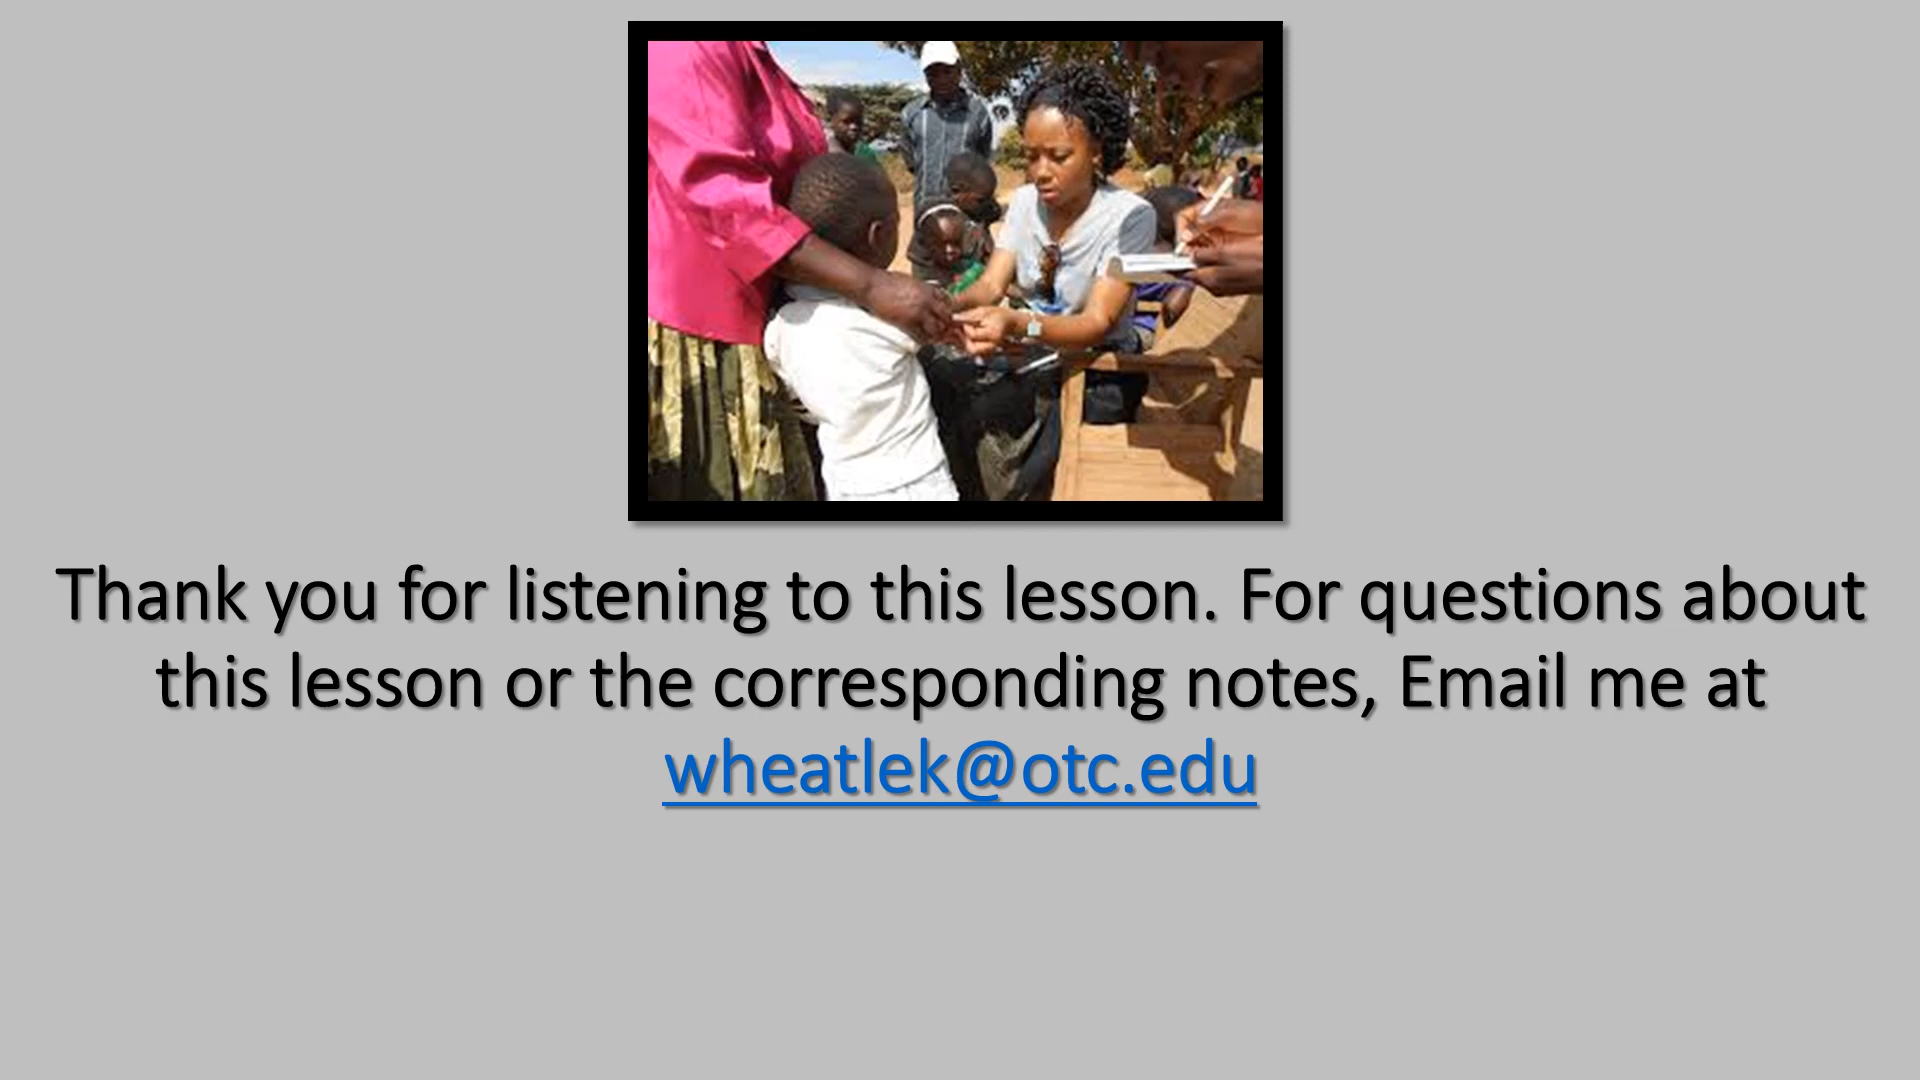 Thank you for listening to this lesson. For questions about
this lesson or the corresponding notes, Email me at
wheatlek@otc.edu